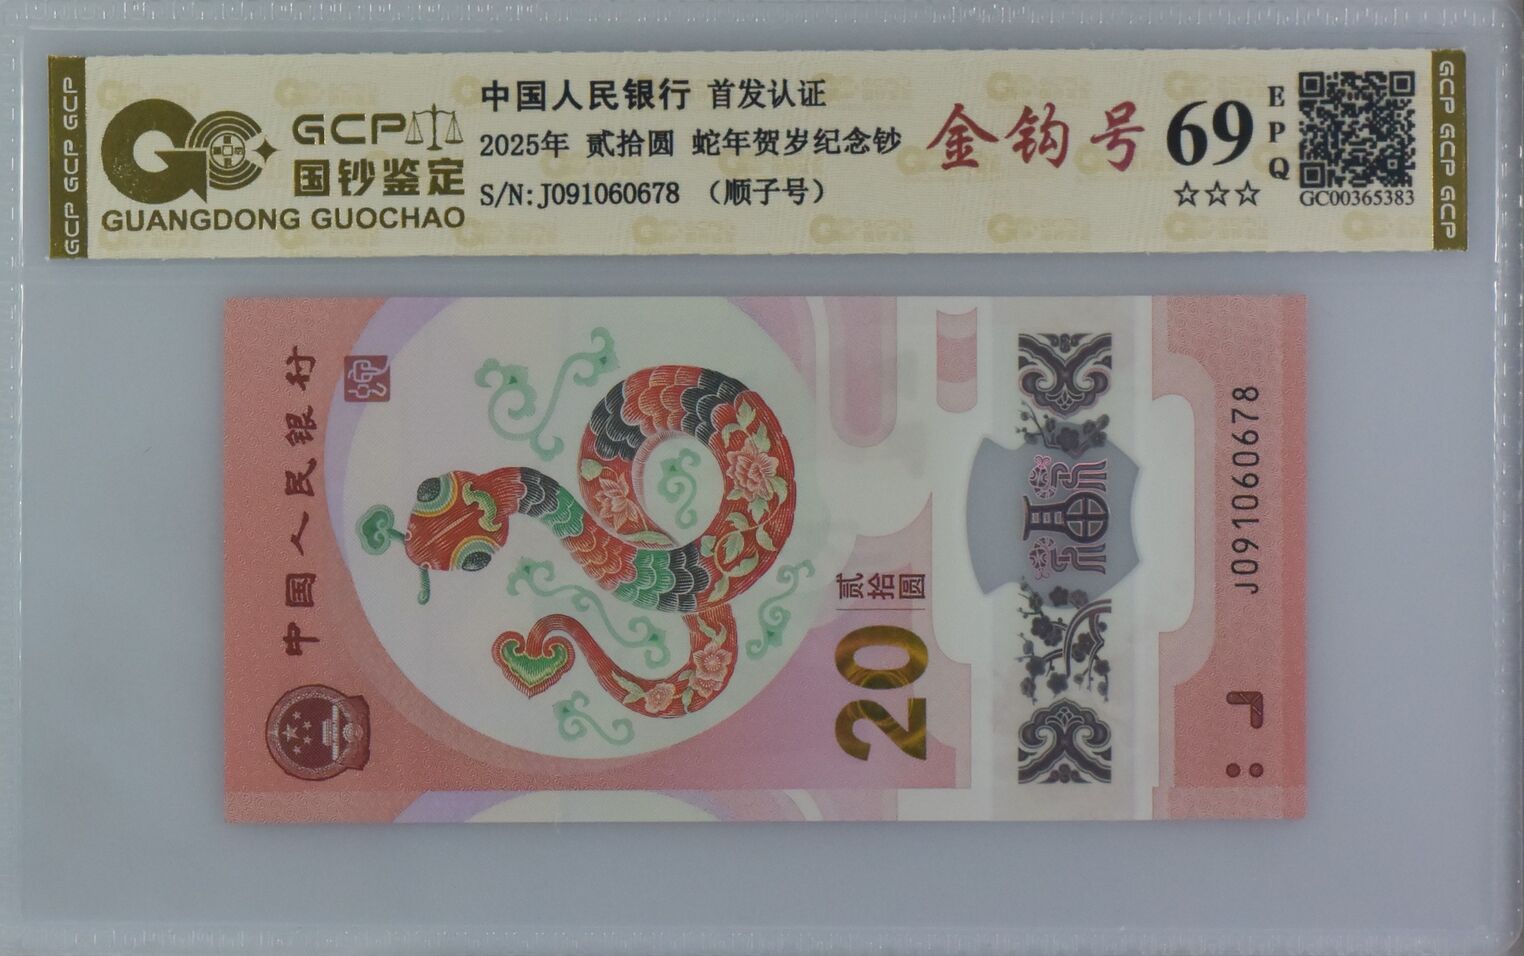 GCP GCP GCP
GCP
国钞鉴定
GUANGDONG GUOCHAO
中国人民银行 首发认证
2025年 贰拾圆 蛇年贺岁纪念钞
S/N:J091060678 （顺子号）
金钩号
69
EPQ
☆☆☆
GC00365383
GCP GCP GCP
中国人民银行
蛇
贰拾圆
20
福
J091060678